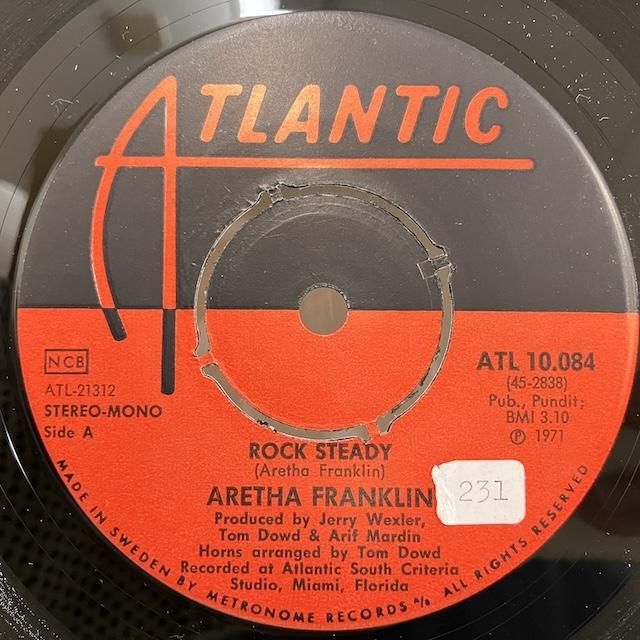 ATLANTIC
NCB
ATL-21312
STEREO-MONO
Side A
ATL 10.084
(45-2838)
Pub., Pundit;
BMI 3.10
℗ 1971
ROCK STEADY
(Aretha Franklin)
ARETHA FRANKLIN
231
Produced by Jerry Wexler,
Tom Dowd & Arif Mardin
Horns arranged by Tom Dowd
Recorded at Atlantic South Criteria
Studio, Miami, Florida
MADE IN SWEDEN BY METRONOME RECORDS A/S ALL RIGHTS RESERVED